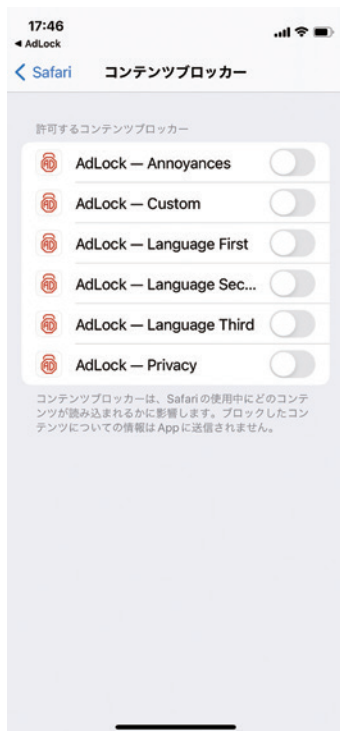 17:46
◀ AdLock
Safari
コンテンツブロッカー
許可するコンテンツブロッカー
AdLock — Annoyances
AdLock — Custom
AdLock — Language First
AdLock — Language Sec...
AdLock — Language Third
AdLock — Privacy
コンテンツブロッカーは、Safariの使用中にどのコンテ
ンツが読み込まれるかに影響します。ブロックしたコン
テンツについての情報はAppに送信されません。